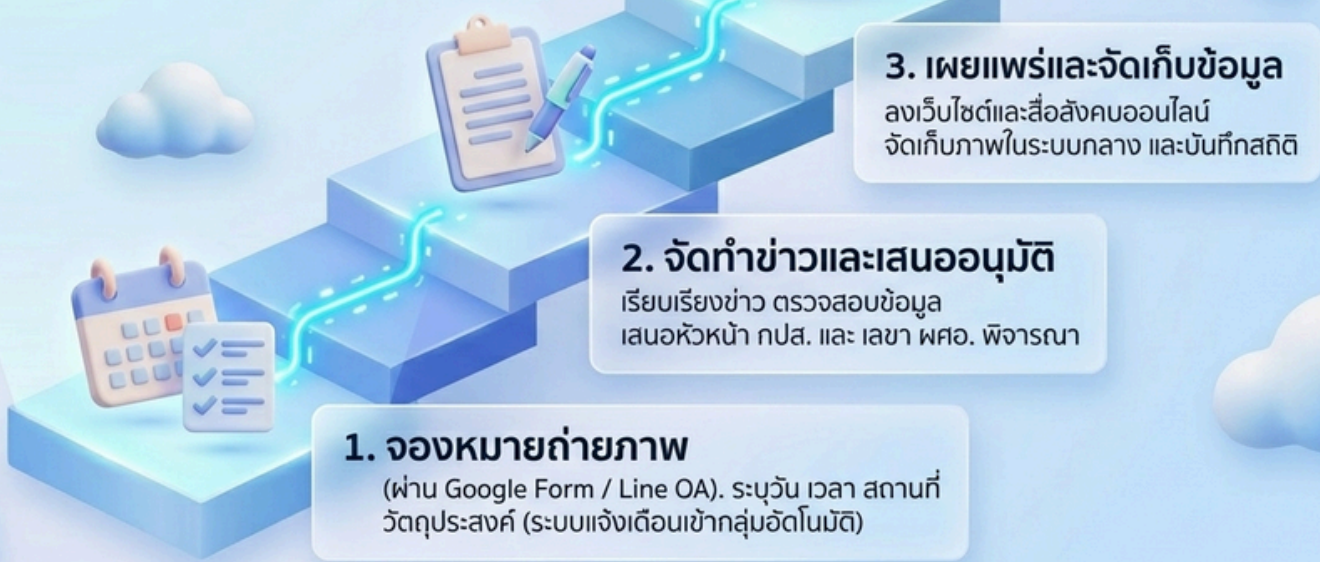 3. เผยแพร่และจัดเก็บข้อมูล
ลงเว็บไซต์และสื่อสังคมออนไลน์
จัดเก็บภาพในระบบกลาง และบันทึกสถิติ
2. จัดทำข่าวและเสนออนุมัติ
เรียบเรียงข่าว ตรวจสอบข้อมูล
เสนอหัวหน้า กปส. และ เลขา ผศอ. พิจารณา
1. จองหมายถ่ายภาพ
(ผ่าน Google Form / Line OA). ระบุวัน เวลา สถานที่
วัตถุประสงค์ (ระบบแจ้งเตือนเข้ากลุ่มอัตโนมัติ)